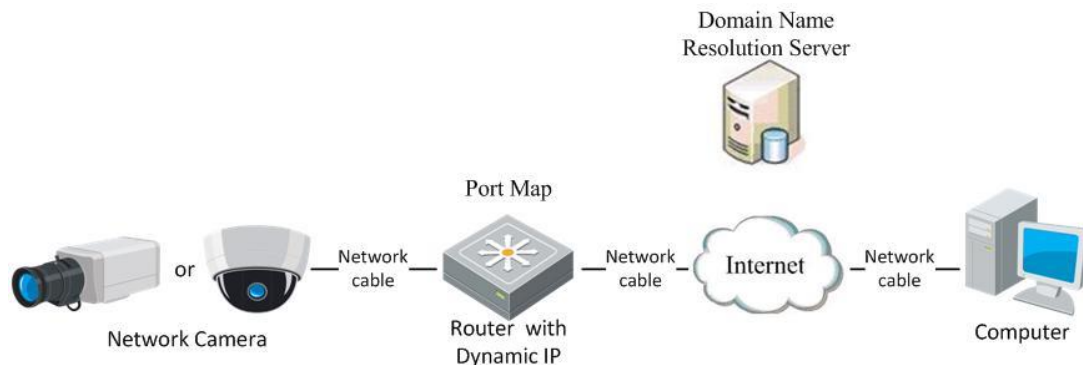 Domain Name
Resolution Server
Port Map
or
Network
cable
Network
cable
Internet
Network
cable
Network Camera
Router with
Dynamic IP
Computer